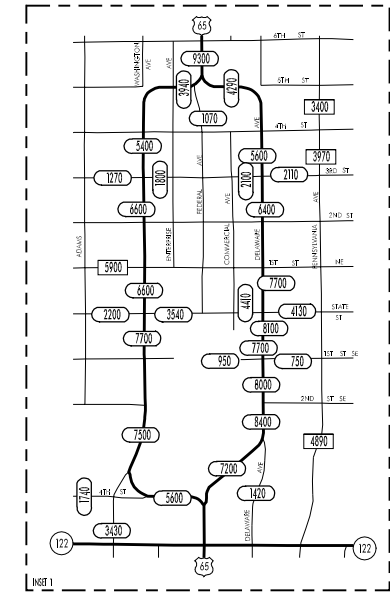 65
6TH ST
WASHINGTON AVE
AVE
9300
3940
4290
5TH ST
3400
1070
AVE
4TH ST
5400
5600
3970
AVE
1270
1800
2100
2110
3RD ST
AVE
FEDERAL
AVE
6600
6400
2ND ST
ADAMS
ENTERPRISE
COMMERCIAL
DELAWARE
PENNSYLVANIA
5900
1ST ST NE
6600
7700
4410
2200
3540
4130
STATE ST
8100
7700
7700
950
750
1ST ST SE
8000
2ND ST SE
8400
7500
4890
7200
AVE
1740
4TH ST
5600
1420
3430
DELAWARE
122
122
65
INSET 1